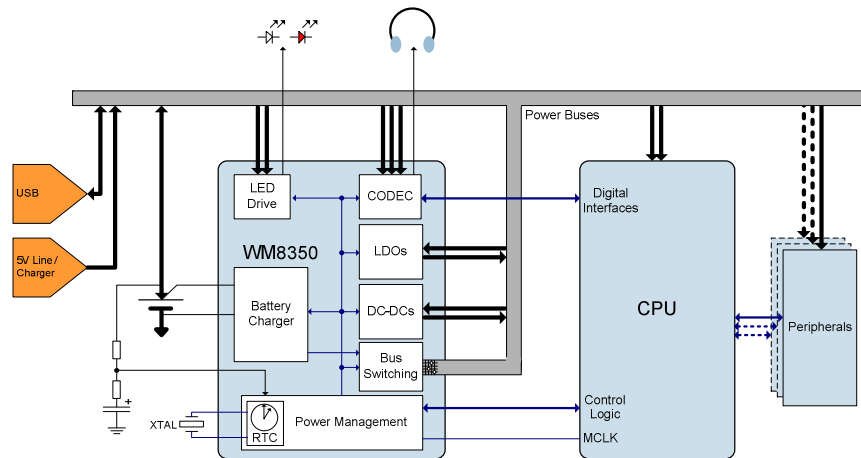 Power Buses
USB
5V Line /
Charger
LED
Drive
CODEC
WM8350
LDOs
Battery
Charger
DC-DCs
Bus
Switching
XTAL
RTC
Power Management
Digital
Interfaces
CPU
Control
Logic
MCLK
Peripherals
+